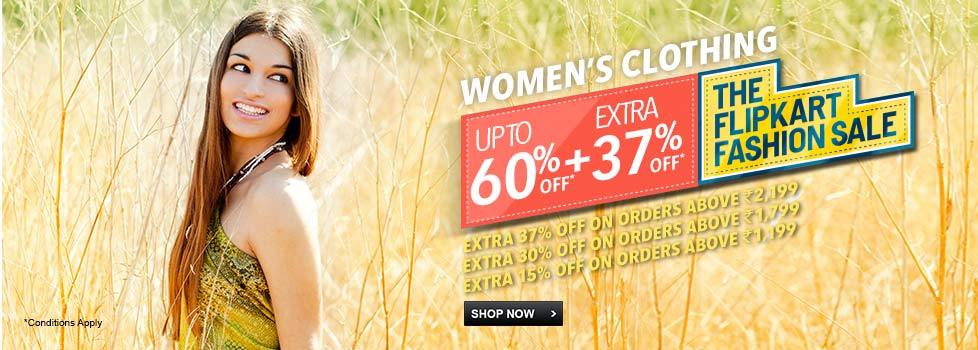 WOMEN'S CLOTHING
UPTO
60% OFF*
+
EXTRA
37% OFF*
THE
FLIPKART
FASHION SALE
EXTRA 37% OFF ON ORDERS ABOVE ₹2,199
EXTRA 30% OFF ON ORDERS ABOVE ₹1,799
EXTRA 15% OFF ON ORDERS ABOVE ₹1,199
SHOP NOW >
*Conditions Apply